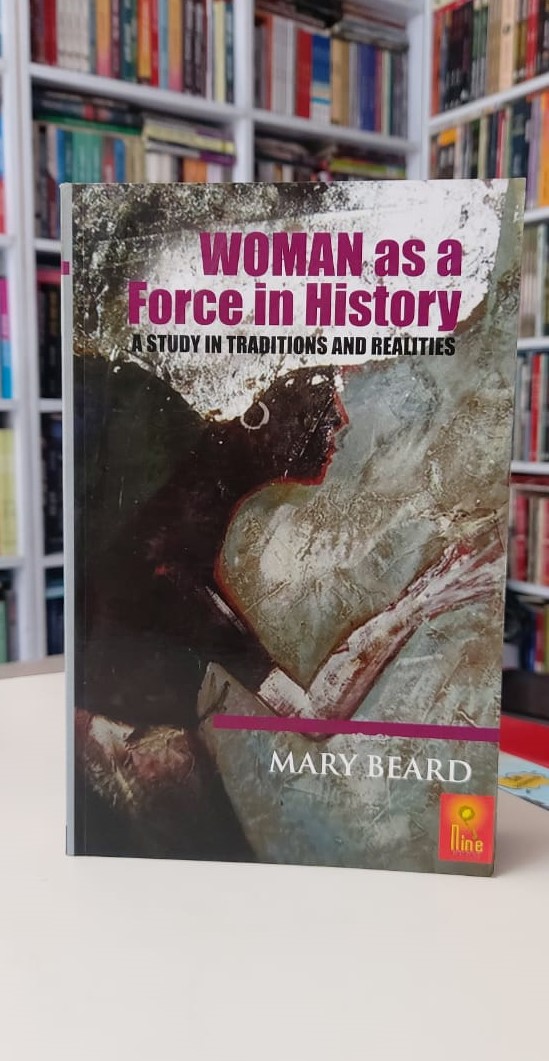 WOMAN as a
Force in History
A STUDY IN TRADITIONS AND REALITIES
MARY BEARD
Nine